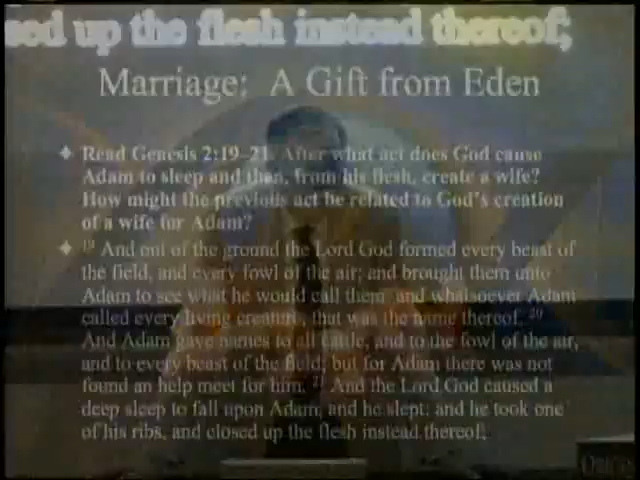 sed up the flesh instead thereof;
Marriage: A Gift from Eden
Read Genesis 2:19–21. After what act does God cause
Adam to sleep and than, from his flesh, create a wife?
How might the previous act be related to God's creation
of a wife for Adam?
19 And out of the ground the Lord God formed every beast of
the field, and every fowl of the air; and brought them unto
Adam to see what he would call them: and whatsoever Adam
called every living creature, that was the name thereof. 20
And Adam gave names to all cattle, and to the fowl of the air,
and to every beast of the field; but for Adam there was not
found an help meet for him. 21 And the Lord God caused a
deep sleep to fall upon Adam, and he slept: and he took one
of his ribs, and closed up the flesh instead thereof;